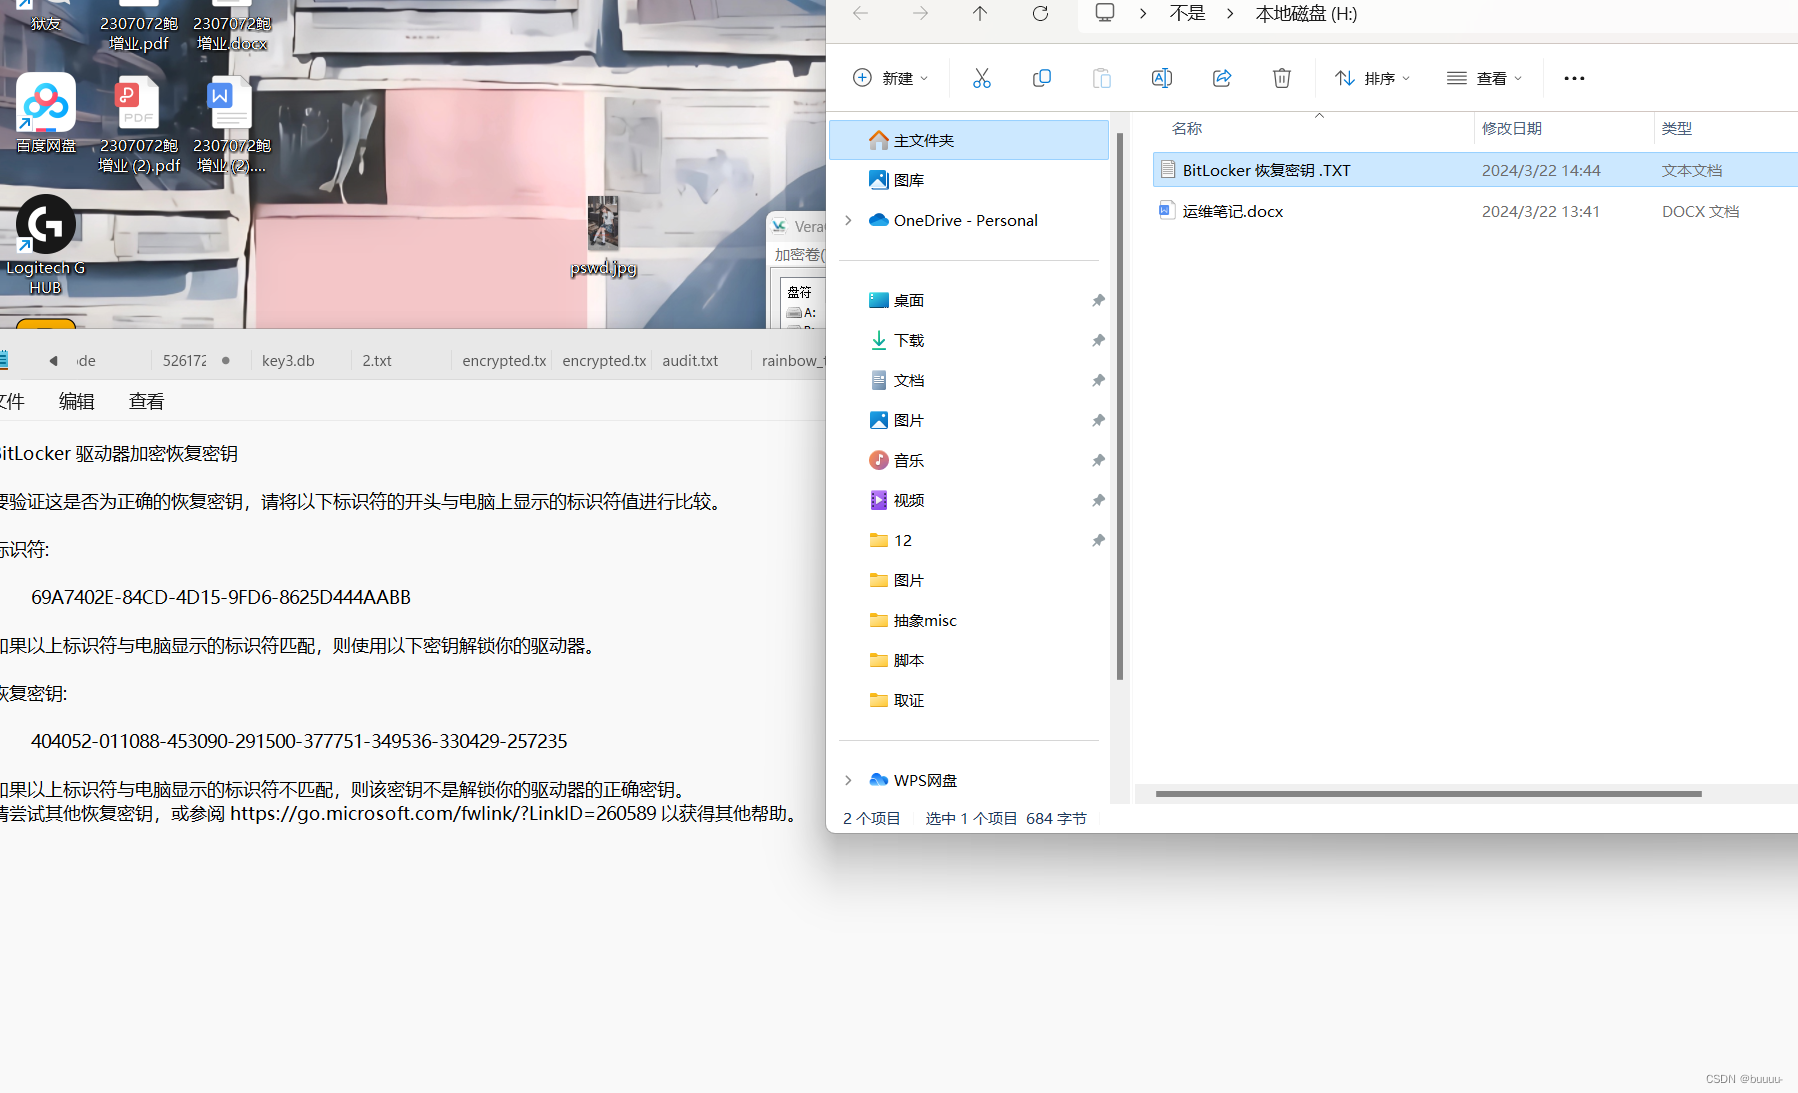 狱友
2307072鲍
增业.pdf
2307072鲍
增业.docx
百度网盘
PDF
2307072鲍
增业 (2).pdf
2307072鲍
增业 (2)....
Logitech G
HUB
pswd.jpg
Vera
加密卷(
盘符
A:
de
526172
key3.db
2.txt
encrypted.tx
encrypted.tx
audit.txt
rainbow_t
文件
编辑
查看
BitLocker 驱动器加密恢复密钥
要验证这是否为正确的恢复密钥，请将以下标识符的开头与电脑上显示的标识符值进行比较。
标识符:
69A7402E-84CD-4D15-9FD6-8625D444AABB
如果以上标识符与电脑显示的标识符匹配，则使用以下密钥解锁你的驱动器。
恢复密钥:
404052-011088-453090-291500-377751-349536-330429-257235
如果以上标识符与电脑显示的标识符不匹配，则该密钥不是解锁你的驱动器的正确密钥。
请尝试其他恢复密钥，或参阅 https://go.microsoft.com/fwlink/?LinkID=260589 以获得其他帮助。
不是
本地磁盘 (H:)
新建
排序
查看
主文件夹
图库
OneDrive - Personal
桌面
下载
文档
图片
音乐
视频
12
图片
抽象misc
脚本
取证
WPS网盘
名称
修改日期
类型
BitLocker 恢复密钥 .TXT
2024/3/22 14:44
文本文档
运维笔记.docx
2024/3/22 13:41
DOCX 文档
2 个项目
选中 1 个项目 684 字节
CSDN @buuuu-